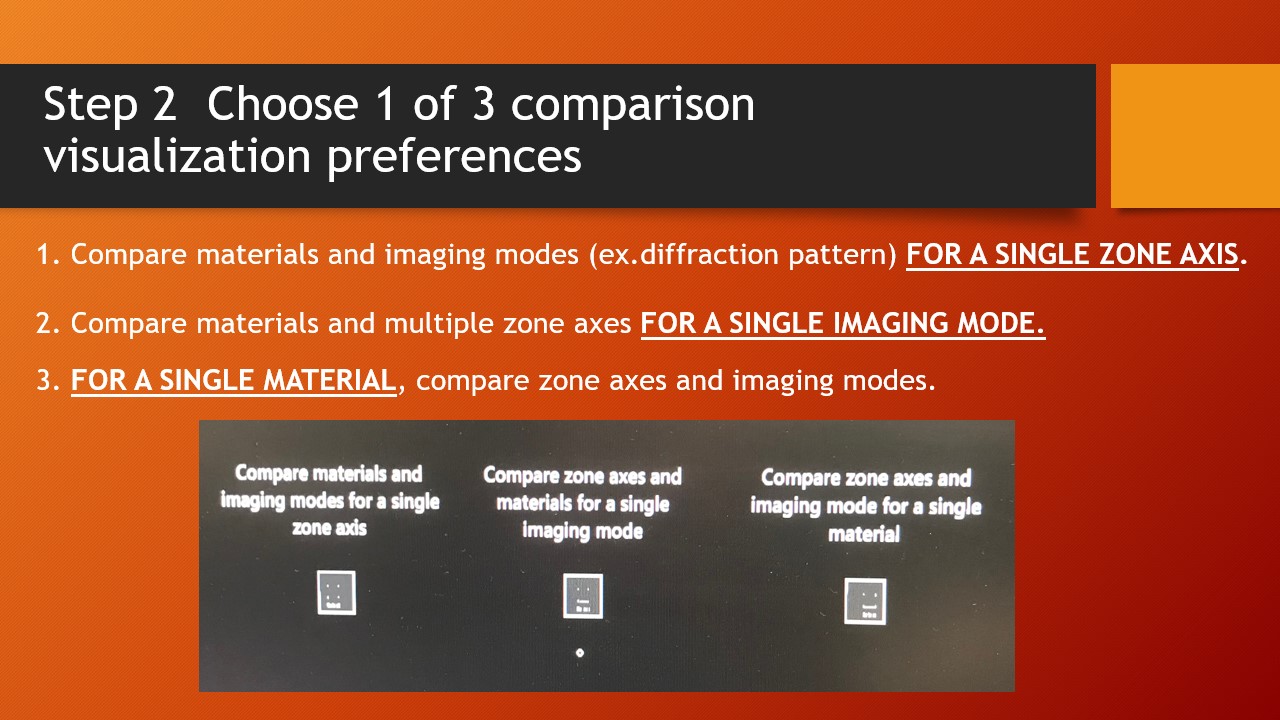 Step 2  Choose 1 of 3 comparison
visualization preferences
1. Compare materials and imaging modes (ex.diffraction pattern) FOR A SINGLE ZONE AXIS.
2. Compare materials and multiple zone axes FOR A SINGLE IMAGING MODE.
3. FOR A SINGLE MATERIAL, compare zone axes and imaging modes.
Compare materials and
imaging modes for a single
zone axis
Compare zone axes and
materials for a single
imaging mode
Compare zone axes and
imaging mode for a single
material